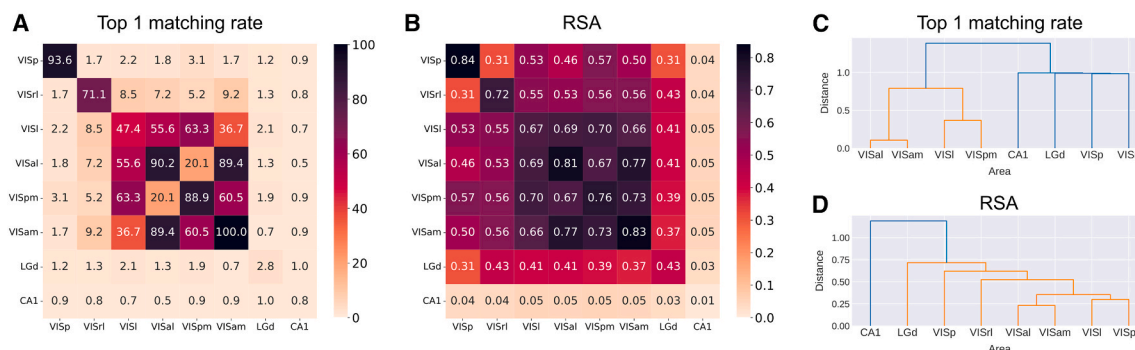 A Top 1 matching rate
VISp 93.6 1.7 2.2 1.8 3.1 1.7 1.2 0.9
VISrl 1.7 71.1 8.5 7.2 5.2 9.2 1.3 0.8
VISl 2.2 8.5 47.4 55.6 63.3 36.7 2.1 0.7
VISal 1.8 7.2 55.6 90.2 20.1 89.4 1.3 0.5
VISpm 3.1 5.2 63.3 20.1 88.9 60.5 1.9 0.9
VISam 1.7 9.2 36.7 89.4 60.5 100.0 0.7 0.9
LGd 1.2 1.3 2.1 1.3 1.9 0.7 2.8 1.0
CA1 0.9 0.8 0.7 0.5 0.9 0.9 1.0 0.8
VISp VISrl VISl VISal VISpm VISam LGd CA1
100
80
60
40
20
0
B RSA
VISp 0.84 0.31 0.53 0.46 0.57 0.50 0.31 0.04
VISrl 0.31 0.72 0.55 0.53 0.56 0.56 0.43 0.04
VISl 0.53 0.55 0.67 0.69 0.70 0.66 0.41 0.05
VISal 0.46 0.53 0.69 0.81 0.67 0.77 0.41 0.05
VISpm 0.57 0.56 0.70 0.67 0.76 0.73 0.39 0.05
VISam 0.50 0.56 0.66 0.77 0.73 0.83 0.37 0.05
LGd 0.31 0.43 0.41 0.41 0.39 0.37 0.43 0.03
CA1 0.04 0.04 0.05 0.05 0.05 0.05 0.03 0.01
VISp VISrl VISl VISal VISpm VISam LGd CA1
0.8
0.7
0.6
0.5
0.4
0.3
0.2
0.1
0.0
C Top 1 matching rate
Distance
1.0
0.5
0.0
VISal VISam VISl VISpm CA1 LGd VISp VIS
Area
D RSA
Distance
1.00
0.75
0.50
0.25
0.00
CA1 LGd VISp VISrl VISal VISam VISl VISp
Area